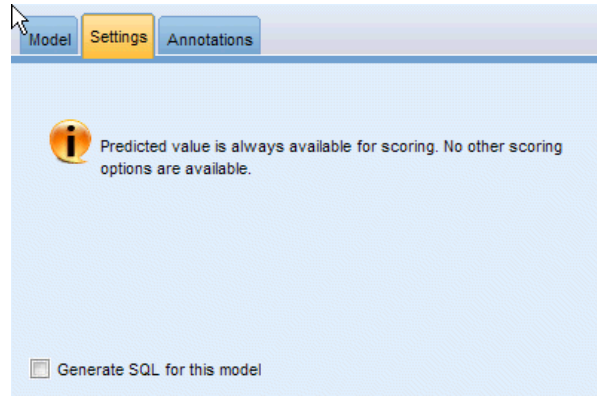 Model Settings Annotations
Predicted value is always available for scoring. No other scoring
options are available.
Generate SQL for this model